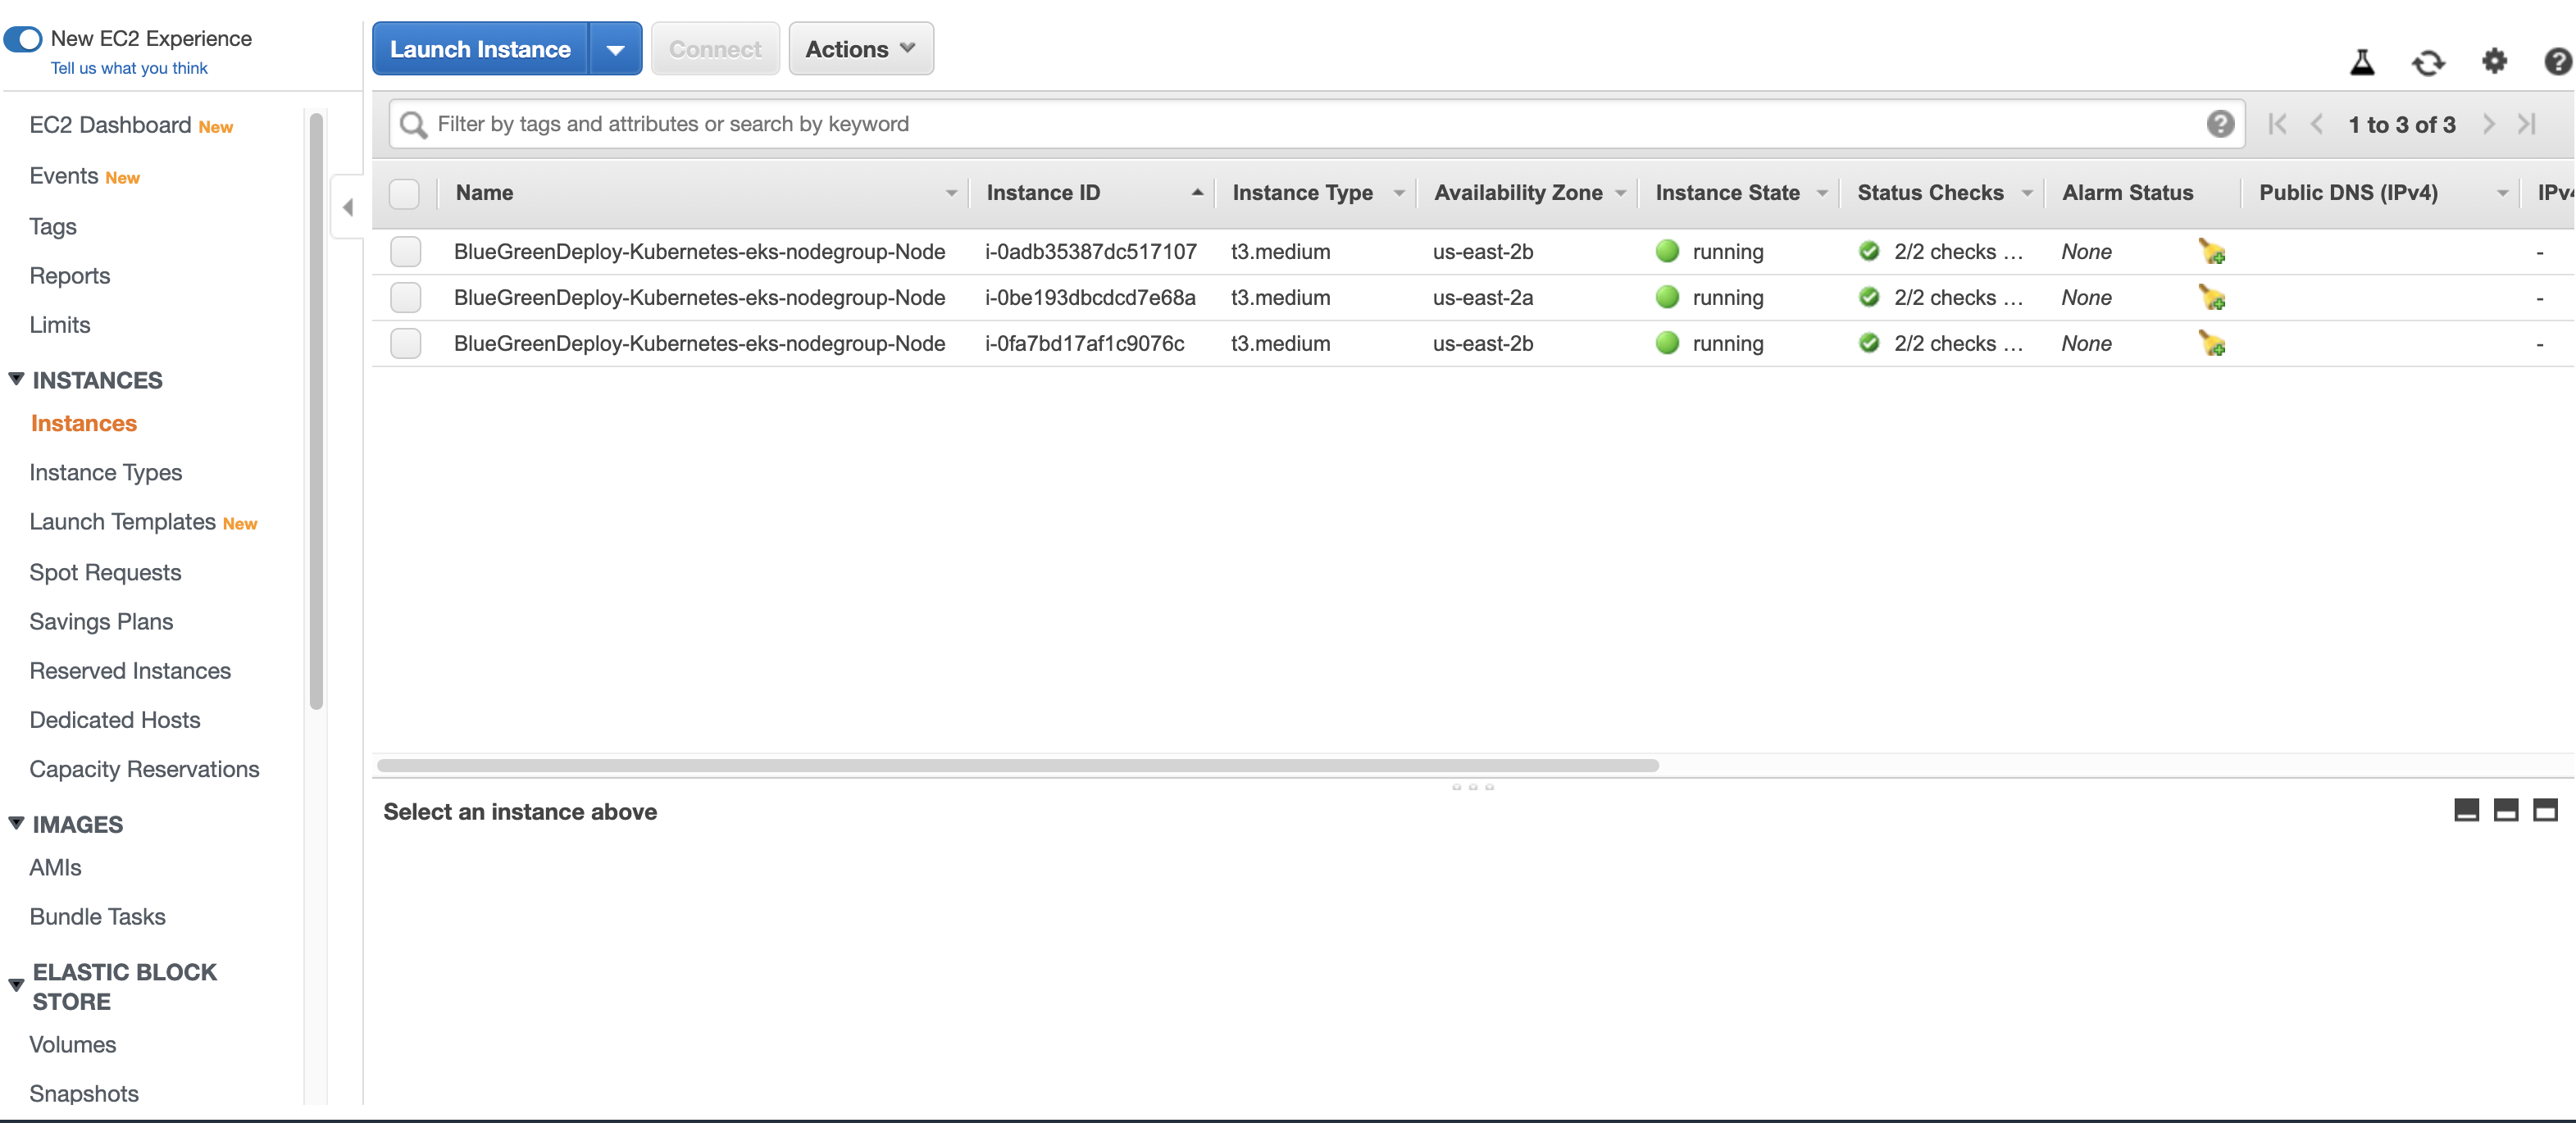 New EC2 Experience
Tell us what you think
EC2 Dashboard New
Events New
Tags
Reports
Limits
INSTANCES
Instances
Instance Types
Launch Templates New
Spot Requests
Savings Plans
Reserved Instances
Dedicated Hosts
Capacity Reservations
IMAGES
AMIs
Bundle Tasks
ELASTIC BLOCK
STORE
Volumes
Snapshots
Launch Instance Connect Actions
Filter by tags and attributes or search by keyword 1 to 3 of 3
Name Instance ID Instance Type Availability Zone Instance State Status Checks Alarm Status Public DNS (IPv4)
BlueGreenDeploy-Kubernetes-eks-nodegroup-Node i-0adb35387dc517107 t3.medium us-east-2b running 2/2 checks ... None -
BlueGreenDeploy-Kubernetes-eks-nodegroup-Node i-0be193dbcdcd7e68a t3.medium us-east-2a running 2/2 checks ... None -
BlueGreenDeploy-Kubernetes-eks-nodegroup-Node i-0fa7bd17af1c9076c t3.medium us-east-2b running 2/2 checks ... None -
Select an instance above